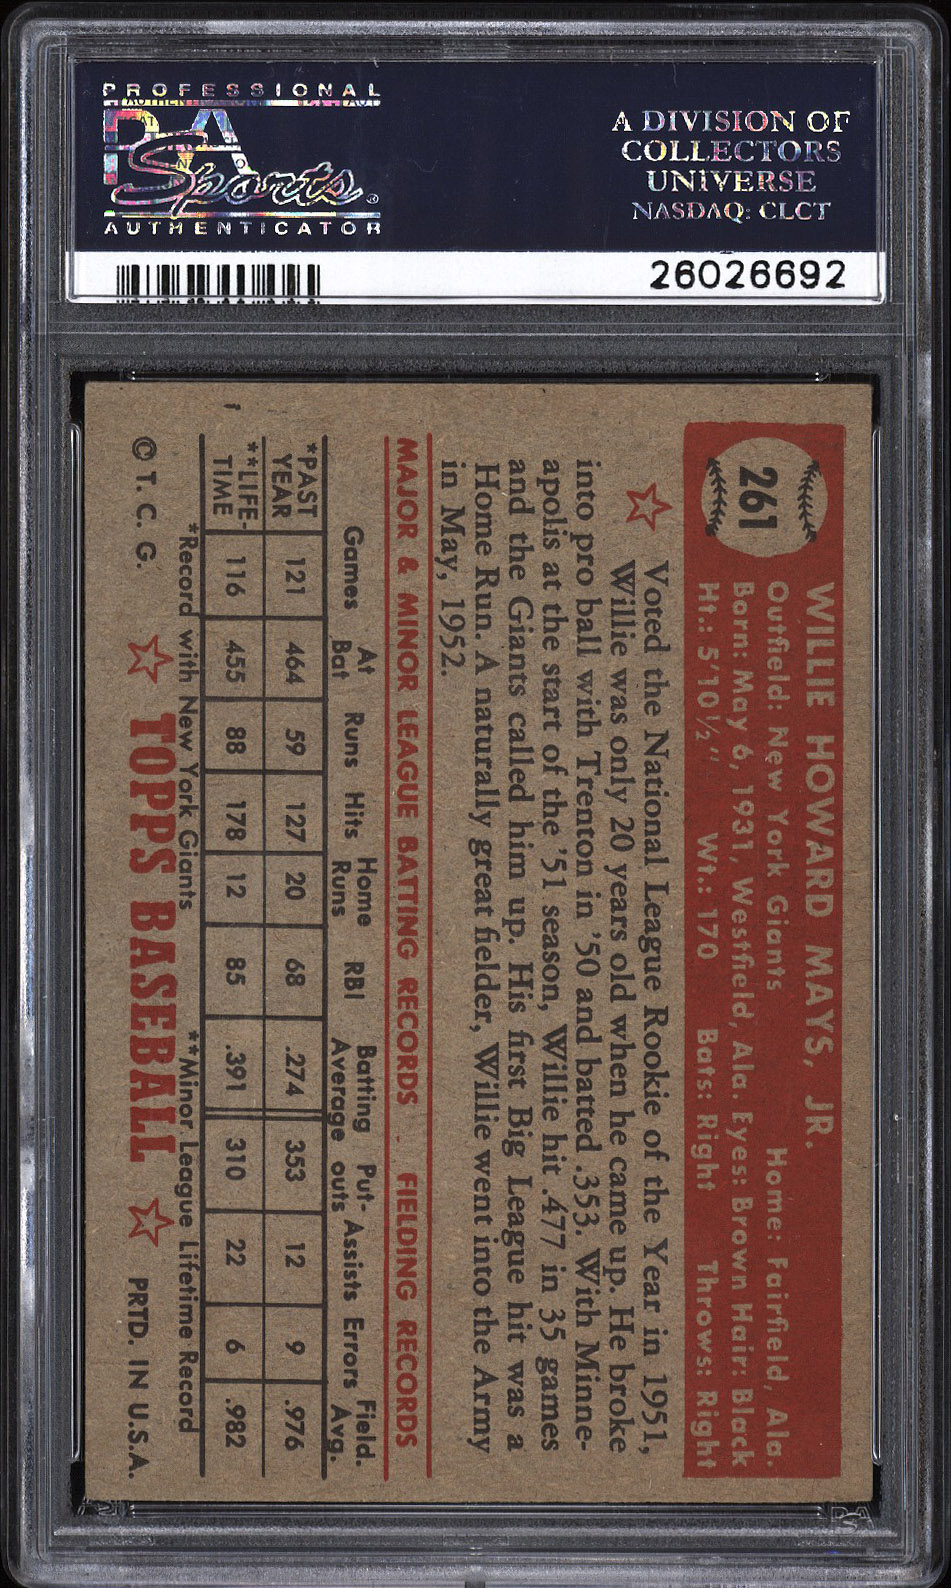 PROFESSIONAL
PSA
Sports®
AUTHENTICATOR
A DIVISION OF
COLLECTORS
UNIVERSE
NASDAQ: CLCT
26026692
261
WILLIE HOWARD MAYS, JR.
Outfield: New York Giants Home: Fairfield, Ala.
Born: May 6, 1931, Westfield, Ala. Eyes: Brown Hair: Black
Ht.: 5'10½'' Wt.: 170 Bats: Right Throws: Right
Voted the National League Rookie of the Year in 1951,
Willie was only 20 years old when he came up. He broke
into pro ball with Trenton in '50 and batted .353. With Minne-
apolis at the start of the '51 season, Willie hit .477 in 35 games
and the Giants called him up. His first Big League hit was a
Home Run. A naturally great fielder, Willie went into the Army
in May, 1952.
MAJOR & MINOR LEAGUE BATTING RECORDS . FIELDING RECORDS
Games At Bat Runs Hits Home Runs RBI Batting Average Put-outs Assists Errors Field. Avg.
*PAST YEAR 121 464 59 127 20 68 .274 353 12 9 .976
**LIFE-TIME 116 455 88 178 12 85 .391 310 22 6 .982
*Record with New York Giants **Minor League Lifetime Record
© T. C. G. TOPPS BASEBALL PRTD. IN U.S.A.